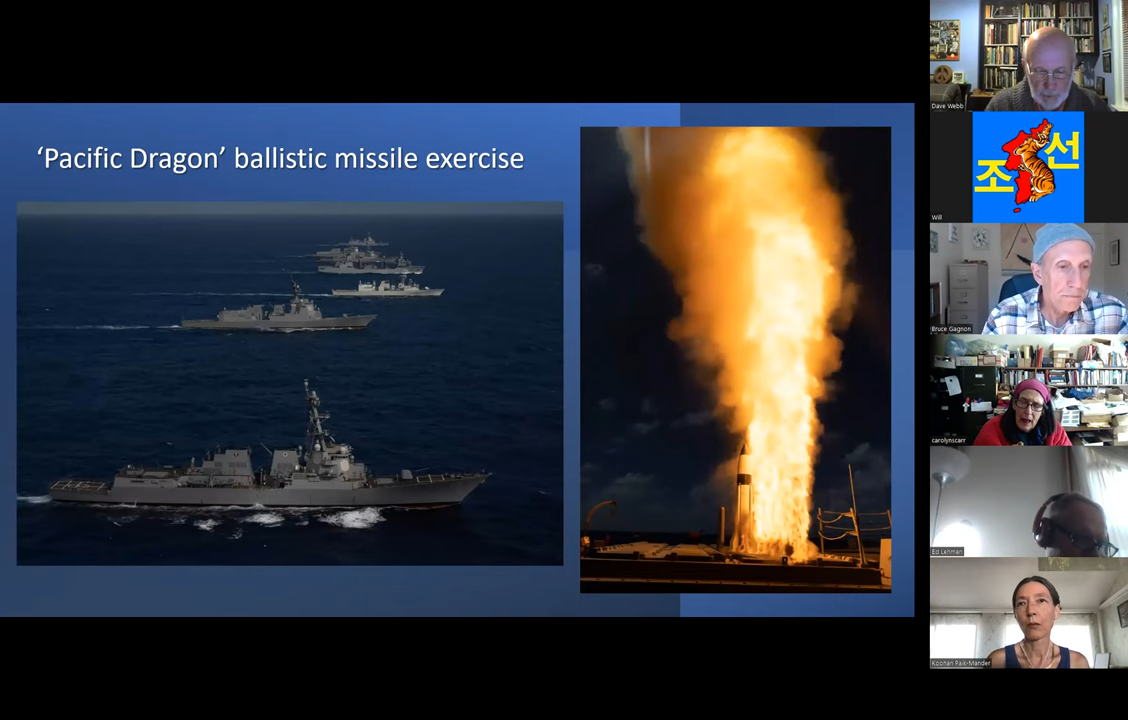 ‘Pacific Dragon’ ballistic missile exercise
Dave Webb
조선
Will
Bruce Gagnon
carolynscarr
Ed Lehman
Koohan Paik-Mander